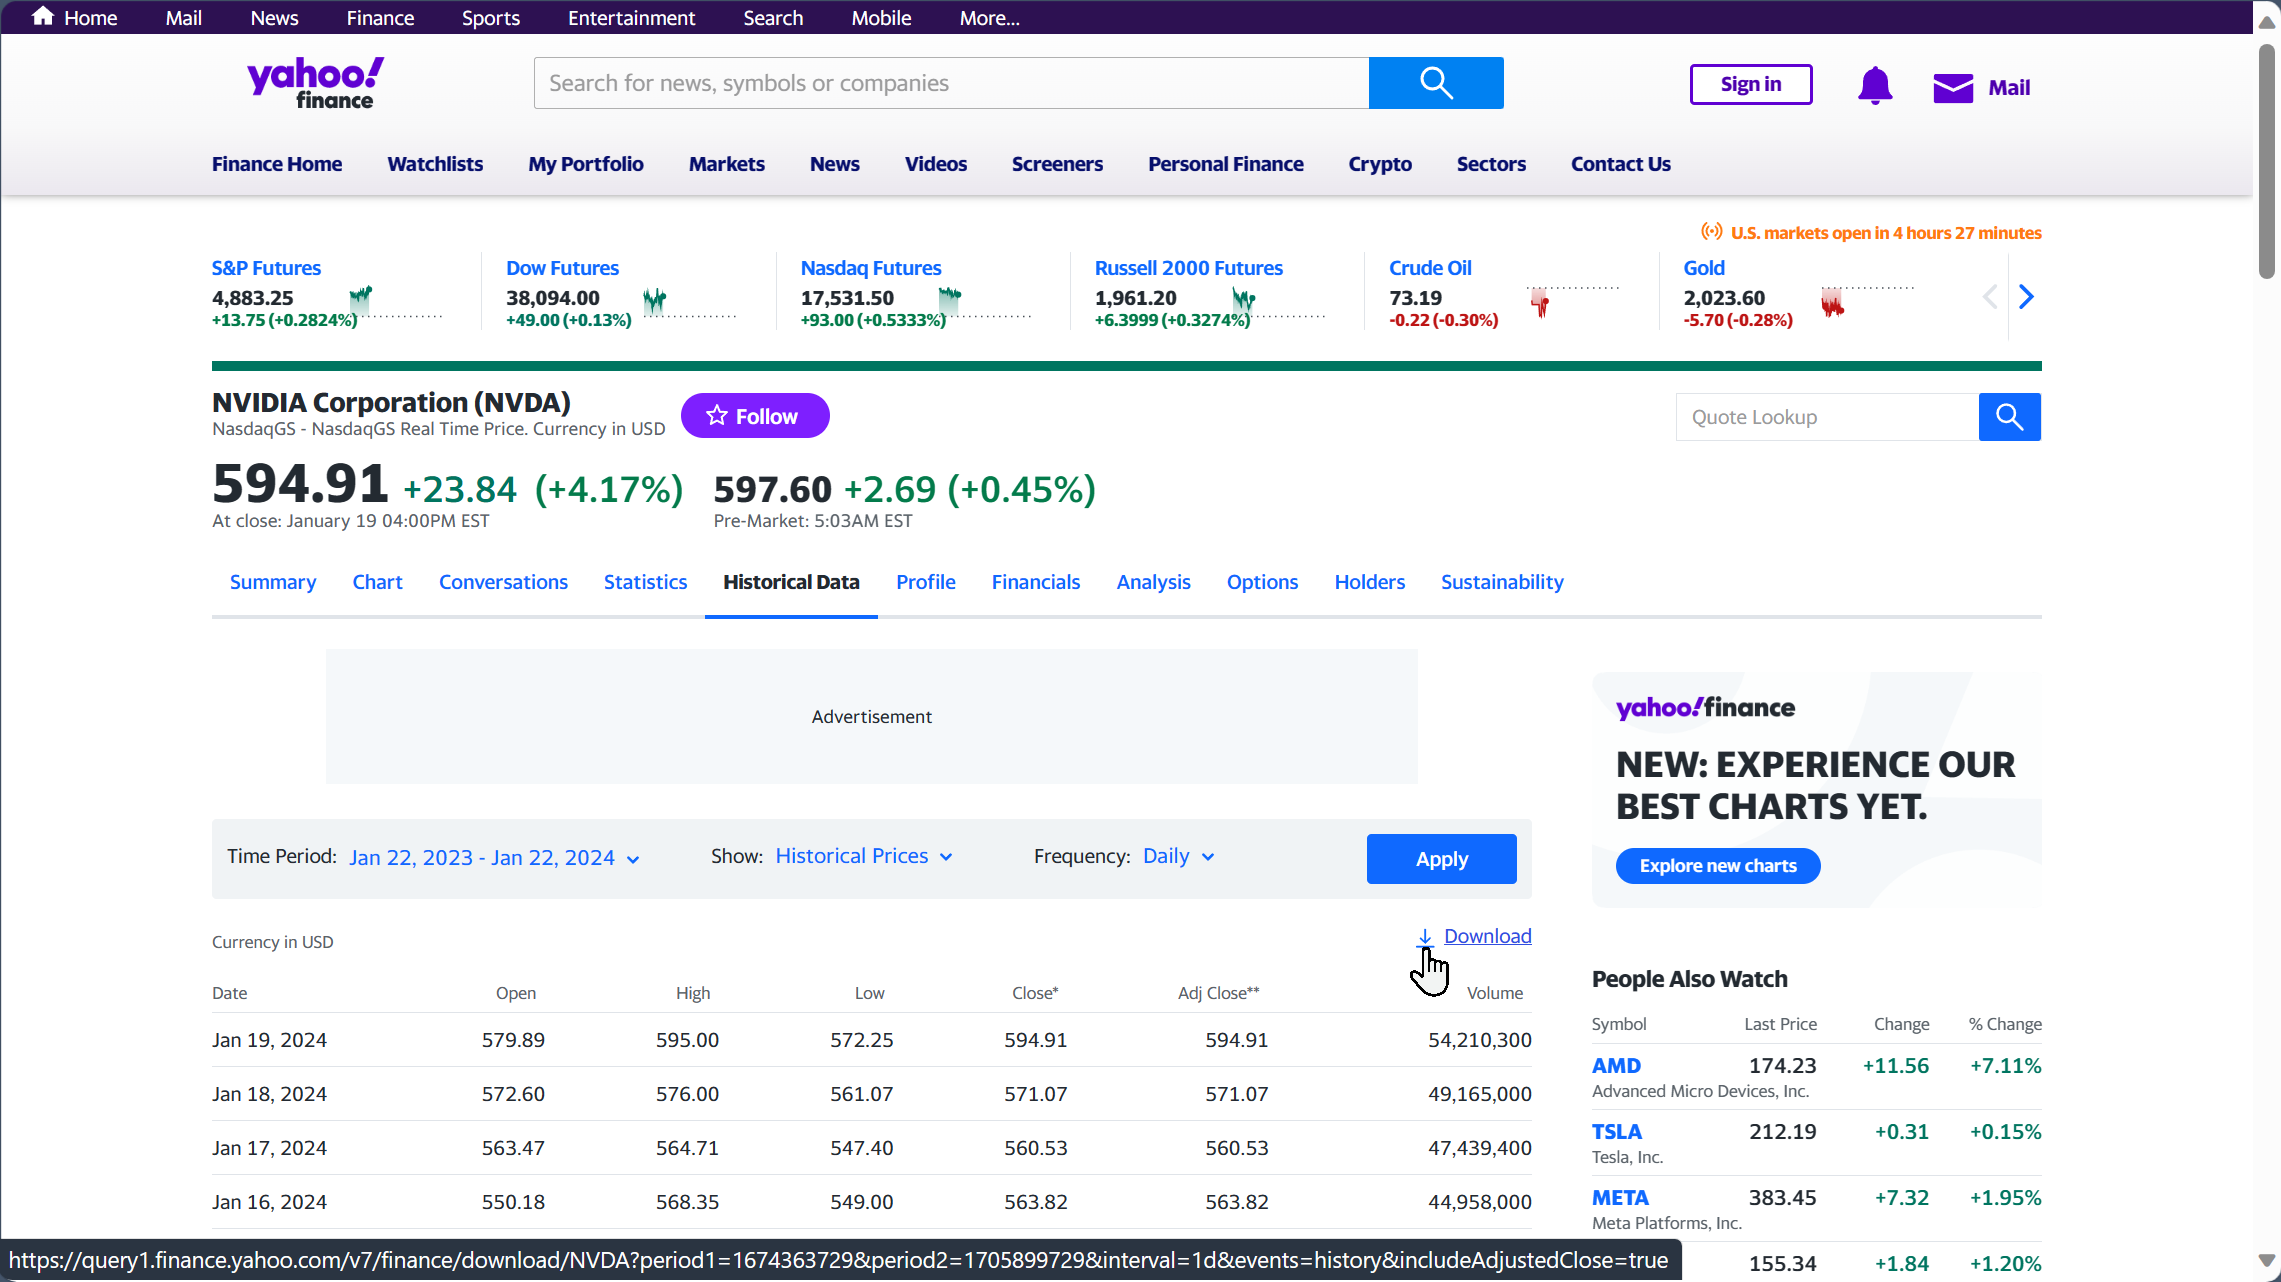 Home Mail News Finance Sports Entertainment Search Mobile More...
yahoo!
finance
Search for news, symbols or companies
Sign in
Mail
Finance Home Watchlists My Portfolio Markets News Videos Screeners Personal Finance Crypto Sectors Contact Us
U.S. markets open in 4 hours 27 minutes
S&P Futures
4,883.25
+13.75 (+0.2824%)
Dow Futures
38,094.00
+49.00 (+0.13%)
Nasdaq Futures
17,531.50
+93.00 (+0.5333%)
Russell 2000 Futures
1,961.20
+6.3999 (+0.3274%)
Crude Oil
73.19
-0.22 (-0.30%)
Gold
2,023.60
-5.70 (-0.28%)
NVIDIA Corporation (NVDA)
NasdaqGS - NasdaqGS Real Time Price. Currency in USD
Follow
Quote Lookup
594.91 +23.84 (+4.17%)
At close: January 19 04:00PM EST
597.60 +2.69 (+0.45%)
Pre-Market: 5:03AM EST
Summary Chart Conversations Statistics Historical Data Profile Financials Analysis Options Holders Sustainability
Advertisement
Time Period: Jan 22, 2023 - Jan 22, 2024 Show: Historical Prices Frequency: Daily Apply
Currency in USD Download
Date Open High Low Close* Adj Close** Volume
Jan 19, 2024 579.89 595.00 572.25 594.91 594.91 54,210,300
Jan 18, 2024 572.60 576.00 561.07 571.07 571.07 49,165,000
Jan 17, 2024 563.47 564.71 547.40 560.53 560.53 47,439,400
Jan 16, 2024 550.18 568.35 549.00 563.82 563.82 44,958,000
yahoo!finance
NEW: EXPERIENCE OUR
BEST CHARTS YET.
Explore new charts
People Also Watch
Symbol Last Price Change % Change
AMD 174.23 +11.56 +7.11%
Advanced Micro Devices, Inc.
TSLA 212.19 +0.31 +0.15%
Tesla, Inc.
META 383.45 +7.32 +1.95%
Meta Platforms, Inc.
155.34 +1.84 +1.20%
https://query1.finance.yahoo.com/v7/finance/download/NVDA?period1=1674363729&period2=1705899729&interval=1d&events=history&includeAdjustedClose=true